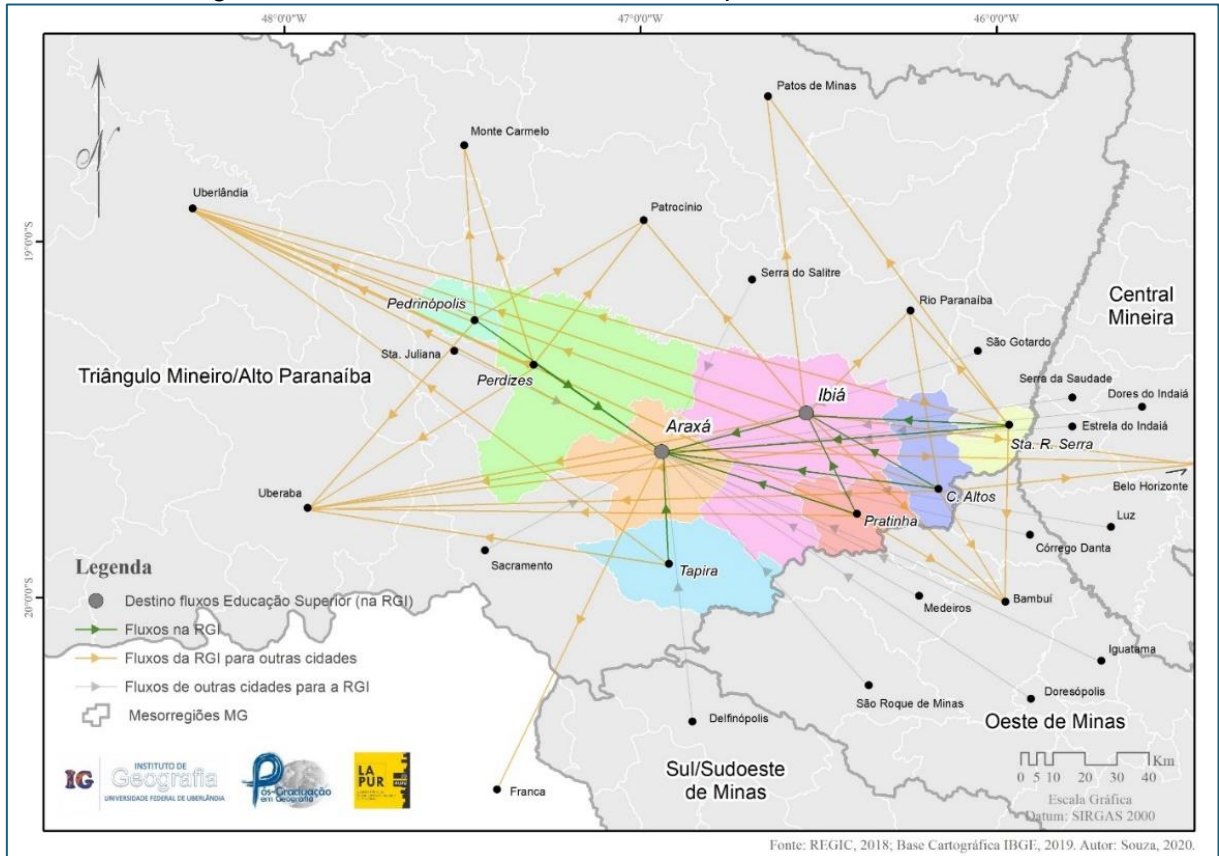 48°0'0"W
47°0'0"W
46°0'0"W
Patos de Minas
Monte Carmelo
Uberlândia
Patrocínio
19°0'0"S
Serra do Salitre
Rio Paranaíba
Central
Mineira
Pedrinópolis
São Gotardo
Sta. Juliana
Triângulo Mineiro/Alto Paranaíba
Perdizes
Serra da Saudade
Dores do Indaiá
Ibiá
Estrela do Indaiá
Araxá
Sta. R. Serra
Belo Horizonte
Uberaba
C. Altos
Pratinha
Luz
Córrego Danta
Sacramento
Tapira
Medeiros
Bambuí
20°0'0"S
Iguatama
São Roque de Minas
Doresópolis
Delfinópolis
Oeste de Minas
Sul/Sudoeste
de Minas
Franca
Legenda
Destino fluxos Educação Superior (na RGI)
Fluxos na RGI
Fluxos da RGI para outras cidades
Fluxos de outras cidades para a RGI
Mesorregiões MG
IG
INSTITUTO DE
Geografia
UNIVERSIDADE FEDERAL DE UBERLÂNDIA
Pós-Graduação
em Geografia
LA
PUR
Km
0 5 10 20 30 40
Escala Gráfica
Datum: SIRGAS 2000
Fonte: REGIC, 2018; Base Cartográfica IBGE, 2019. Autor: Souza, 2020.